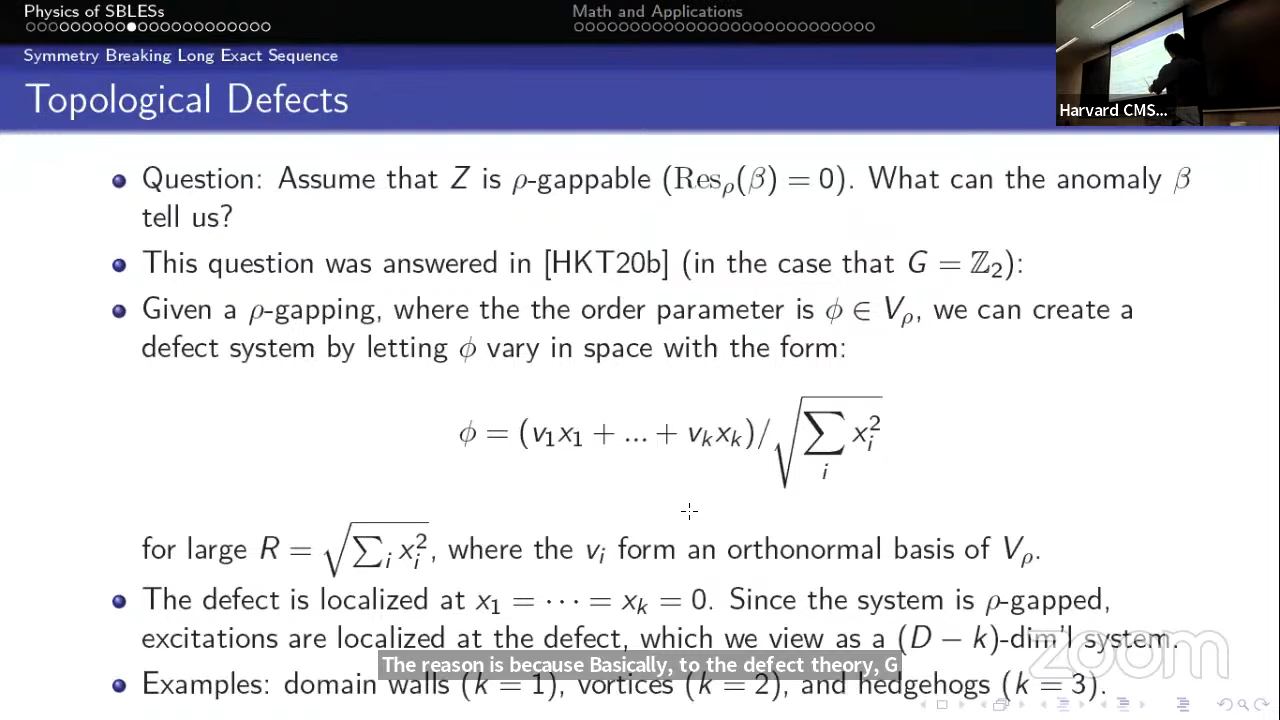 Physics of SBLESs
Math and Applications
Symmetry Breaking Long Exact Sequence
Topological Defects
Harvard CMS...
Question: Assume that Z is ρ-gappable (Res_ρ(β) = 0). What can the anomaly β
tell us?
This question was answered in [HKT20b] (in the case that G = ℤ₂):
Given a ρ-gapping, where the the order parameter is ϕ ∈ V_ρ, we can create a
defect system by letting ϕ vary in space with the form:
ϕ = (v₁x₁ + ... + v_kx_k)/√∑_i x_i²
for large R = √∑_i x_i², where the v_i form an orthonormal basis of V_ρ.
The defect is localized at x₁ = ⋯ = x_k = 0. Since the system is ρ-gapped,
excitations are localized at the defect, which we view as a (D − k)-dim'l system.
The reason is because Basically, to the defect theory, G
Examples: domain walls (k = 1), vortices (k = 2), and hedgehogs (k = 3).
zoom